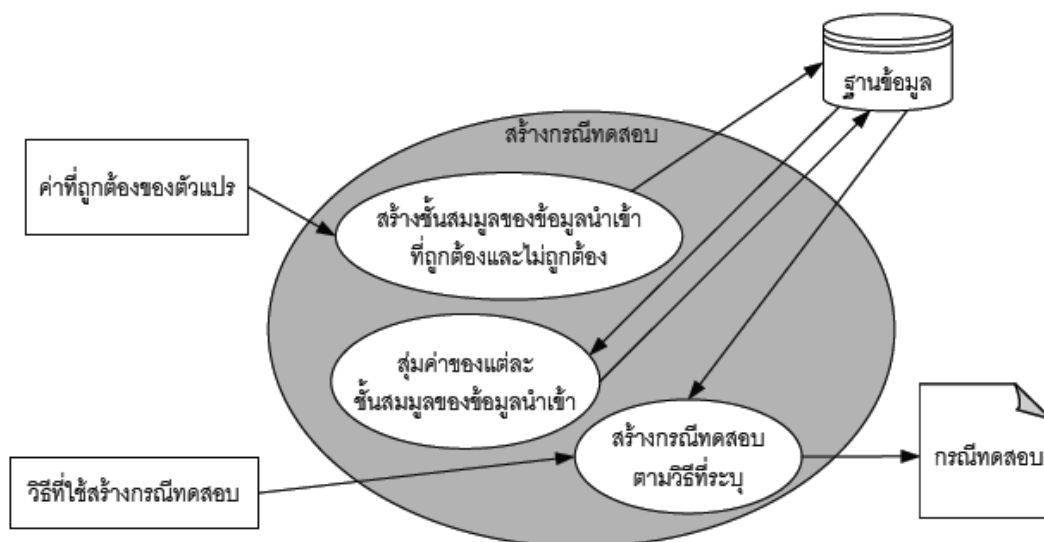 ฐานข้อมูล
สร้างกรณีทดสอบ
ค่าที่ถูกต้องของตัวแปร
สร้างชั้นสมมูลของข้อมูลนำเข้า
ที่ถูกต้องและไม่ถูกต้อง
สุ่มค่าของแต่ละ
ชั้นสมมูลของข้อมูลนำเข้า
สร้างกรณีทดสอบ
ตามวิธีที่ระบุ
กรณีทดสอบ
วิธีที่ใช้สร้างกรณีทดสอบ